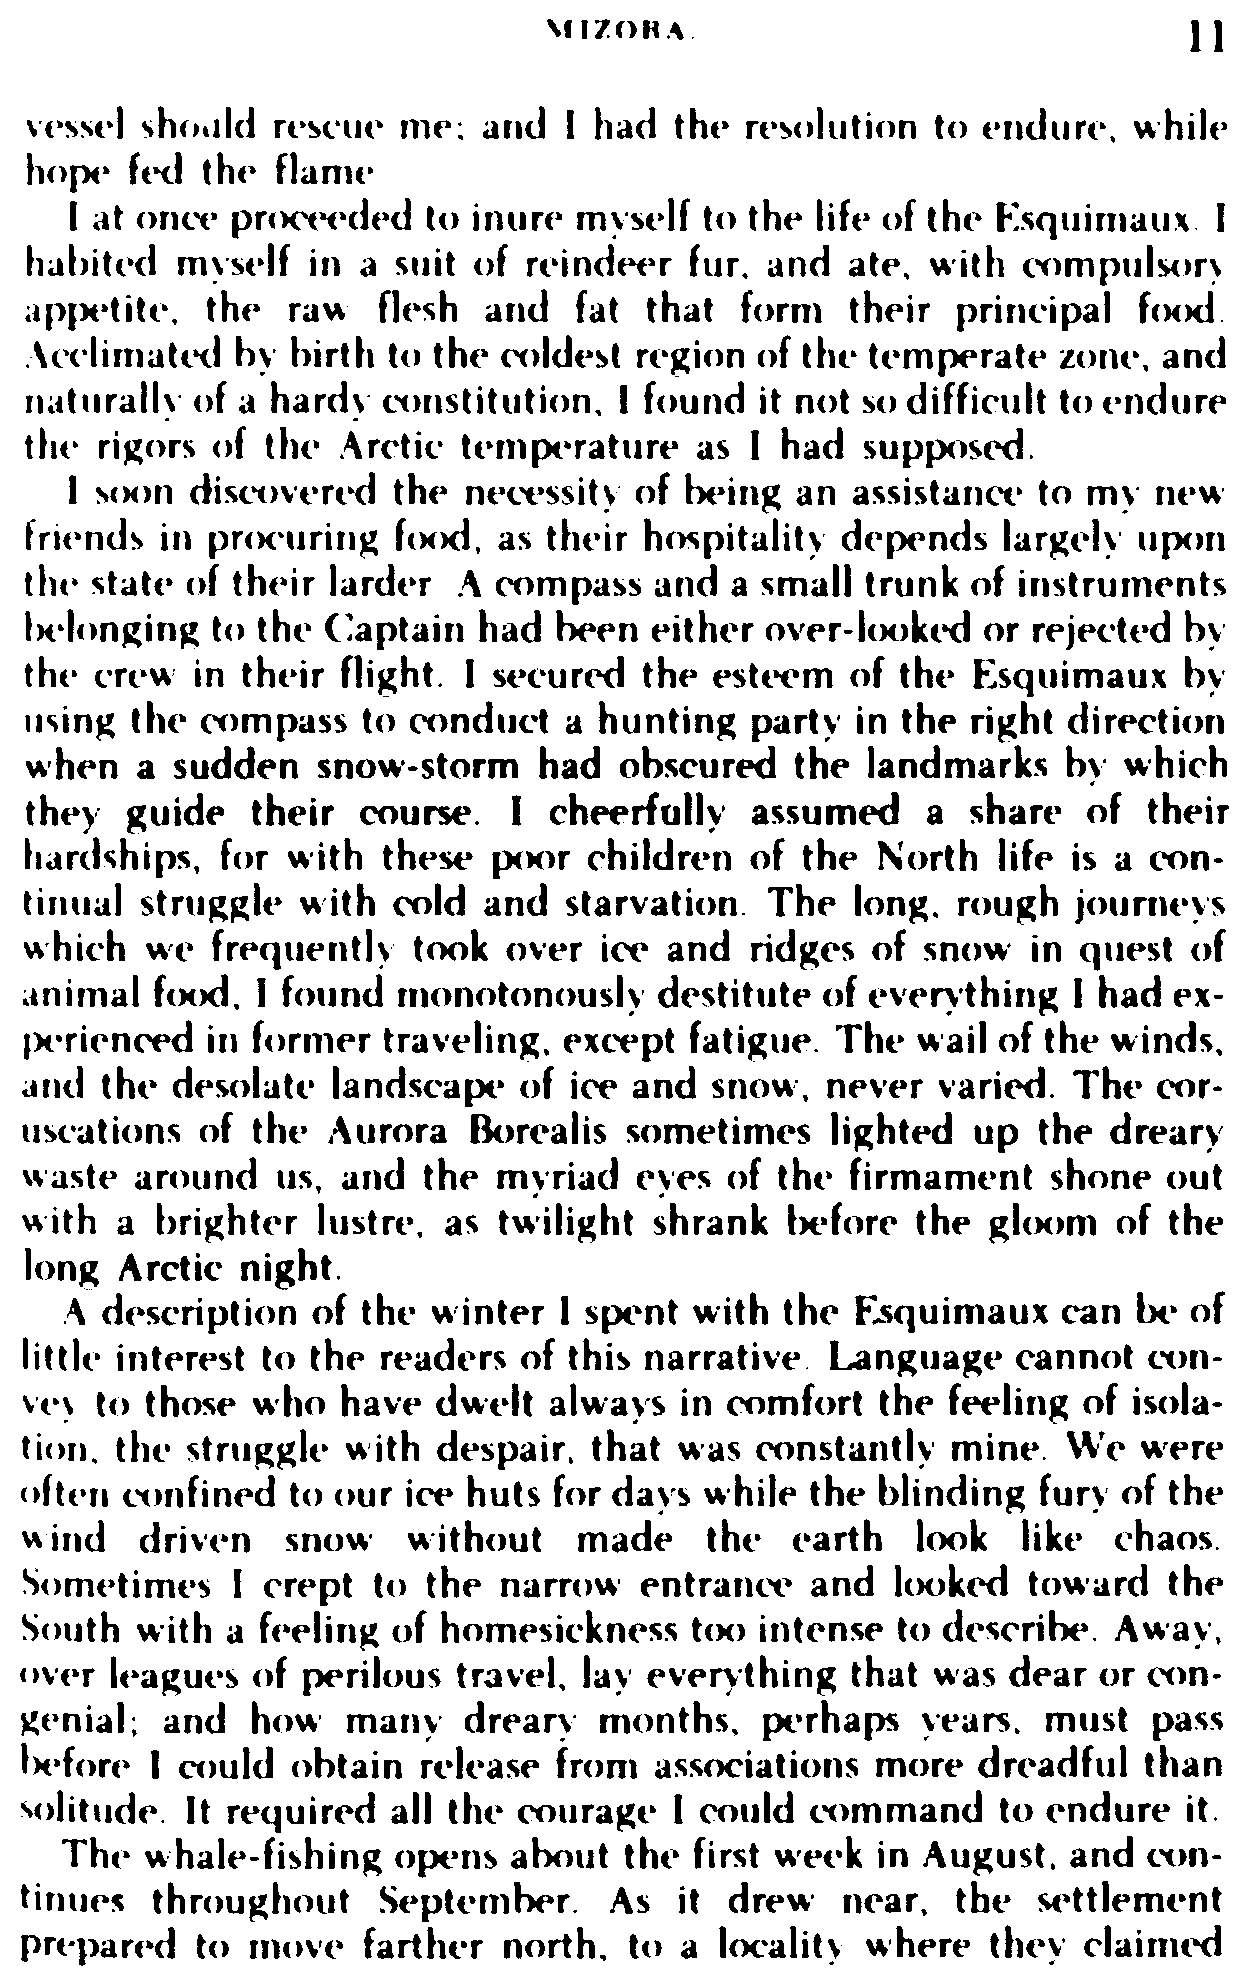 MIZORA. 11
vessel should rescue me; and I had the resolution to endure, while
hope fed the flame
I at once proceeded to inure myself to the life of the Esquimaux. I
habited myself in a suit of reindeer fur, and ate, with compulsory
appetite, the raw flesh and fat that form their principal food.
Acclimated by birth to the coldest region of the temperate zone, and
naturally of a hardy constitution, I found it not so difficult to endure
the rigors of the Arctic temperature as I had supposed.
I soon discovered the necessity of being an assistance to my new
friends in procuring food, as their hospitality depends largely upon
the state of their larder A compass and a small trunk of instruments
belonging to the Captain had been either over-looked or rejected by
the crew in their flight. I secured the esteem of the Esquimaux by
using the compass to conduct a hunting party in the right direction
when a sudden snow-storm had obscured the landmarks by which
they guide their course. I cheerfully assumed a share of their
hardships, for with these poor children of the North life is a con-
tinual struggle with cold and starvation. The long, rough journeys
which we frequently took over ice and ridges of snow in quest of
animal food, I found monotonously destitute of everything I had ex-
perienced in former traveling, except fatigue. The wail of the winds,
and the desolate landscape of ice and snow, never varied. The cor-
uscations of the Aurora Borealis sometimes lighted up the dreary
waste around us, and the myriad eyes of the firmament shone out
with a brighter lustre, as twilight shrank before the gloom of the
long Arctic night.
A description of the winter I spent with the Esquimaux can be of
little interest to the readers of this narrative. Language cannot con-
vey to those who have dwelt always in comfort the feeling of isola-
tion, the struggle with despair, that was constantly mine. We were
often confined to our ice huts for days while the blinding fury of the
wind driven snow without made the earth look like chaos.
Sometimes I crept to the narrow entrance and looked toward the
South with a feeling of homesickness too intense to describe. Away,
over leagues of perilous travel, lay everything that was dear or con-
genial; and how many dreary months, perhaps years, must pass
before I could obtain release from associations more dreadful than
solitude. It required all the courage I could command to endure it.
The whale-fishing opens about the first week in August, and con-
tinues throughout September. As it drew near, the settlement
prepared to move farther north, to a locality where they claimed